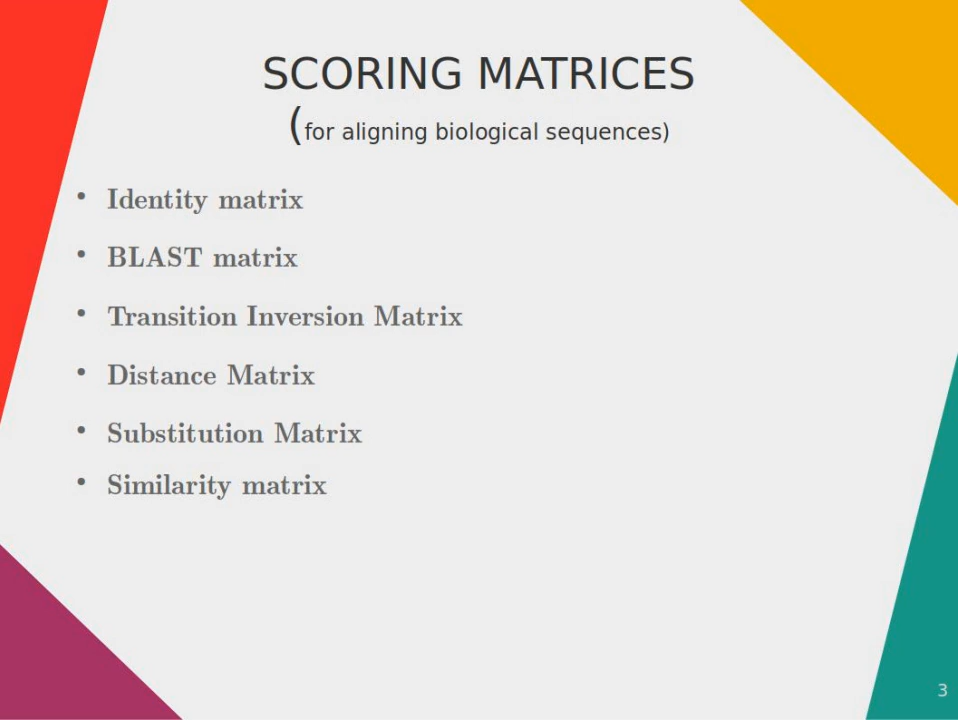 SCORING MATRICES
(for aligning biological sequences)
• Identity matrix
• BLAST matrix
• Transition Inversion Matrix
• Distance Matrix
• Substitution Matrix
• Similarity matrix
3